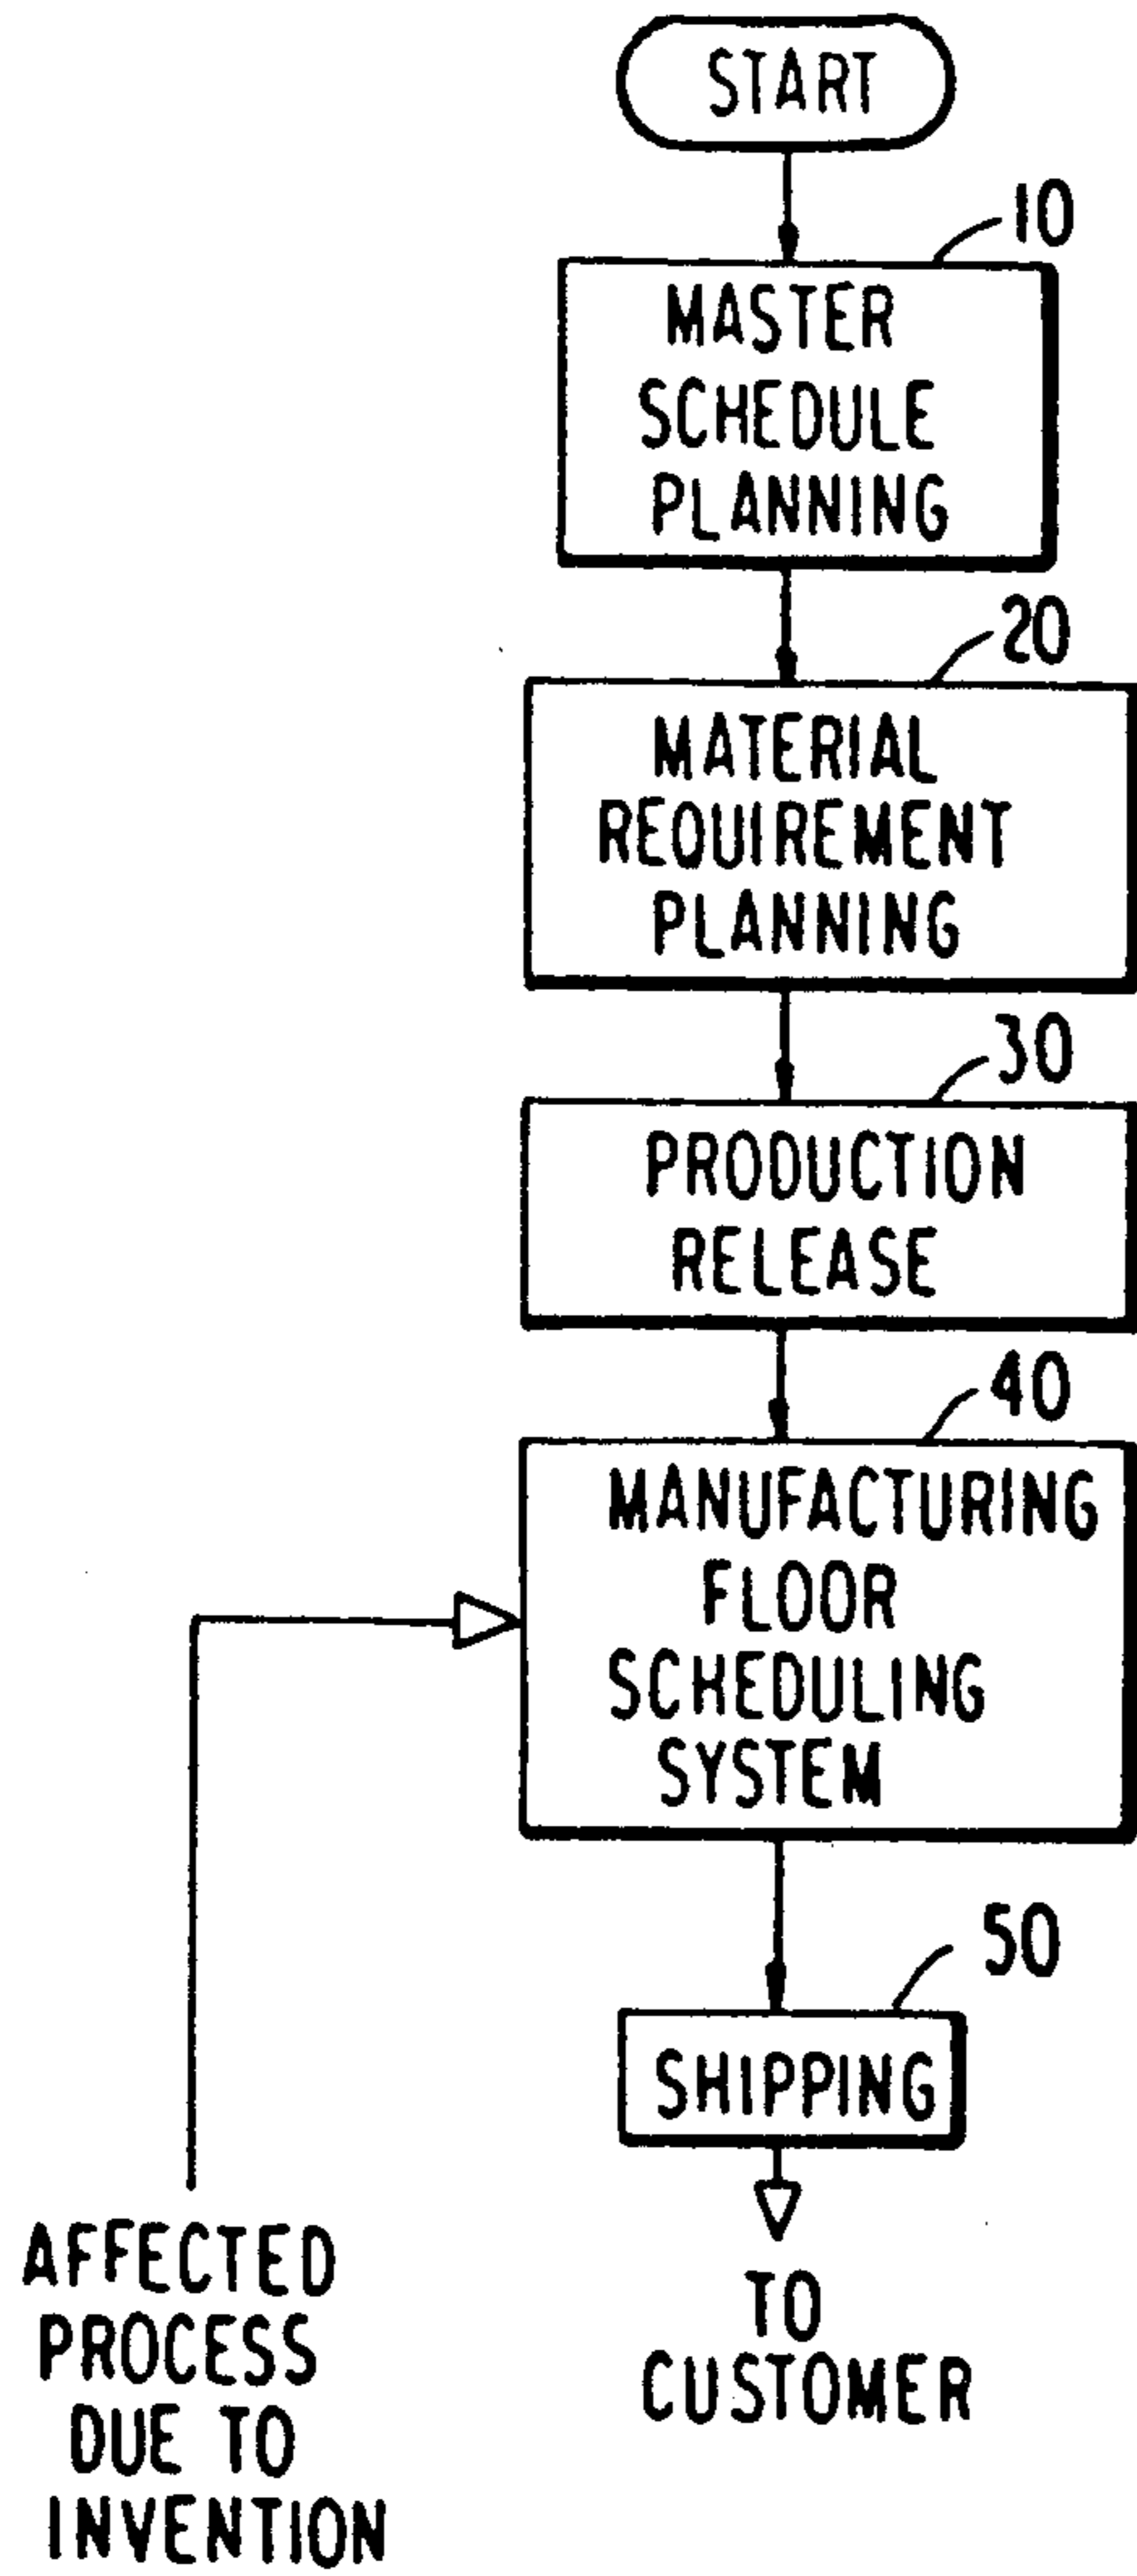 START
10
MASTER
SCHEDULE
PLANNING
20
MATERIAL
REQUIREMENT
PLANNING
30
PRODUCTION
RELEASE
40
MANUFACTURING
FLOOR
SCHEDULING
SYSTEM
50
SHIPPING
TO
CUSTOMER
AFFECTED
PROCESS
DUE TO
INVENTION